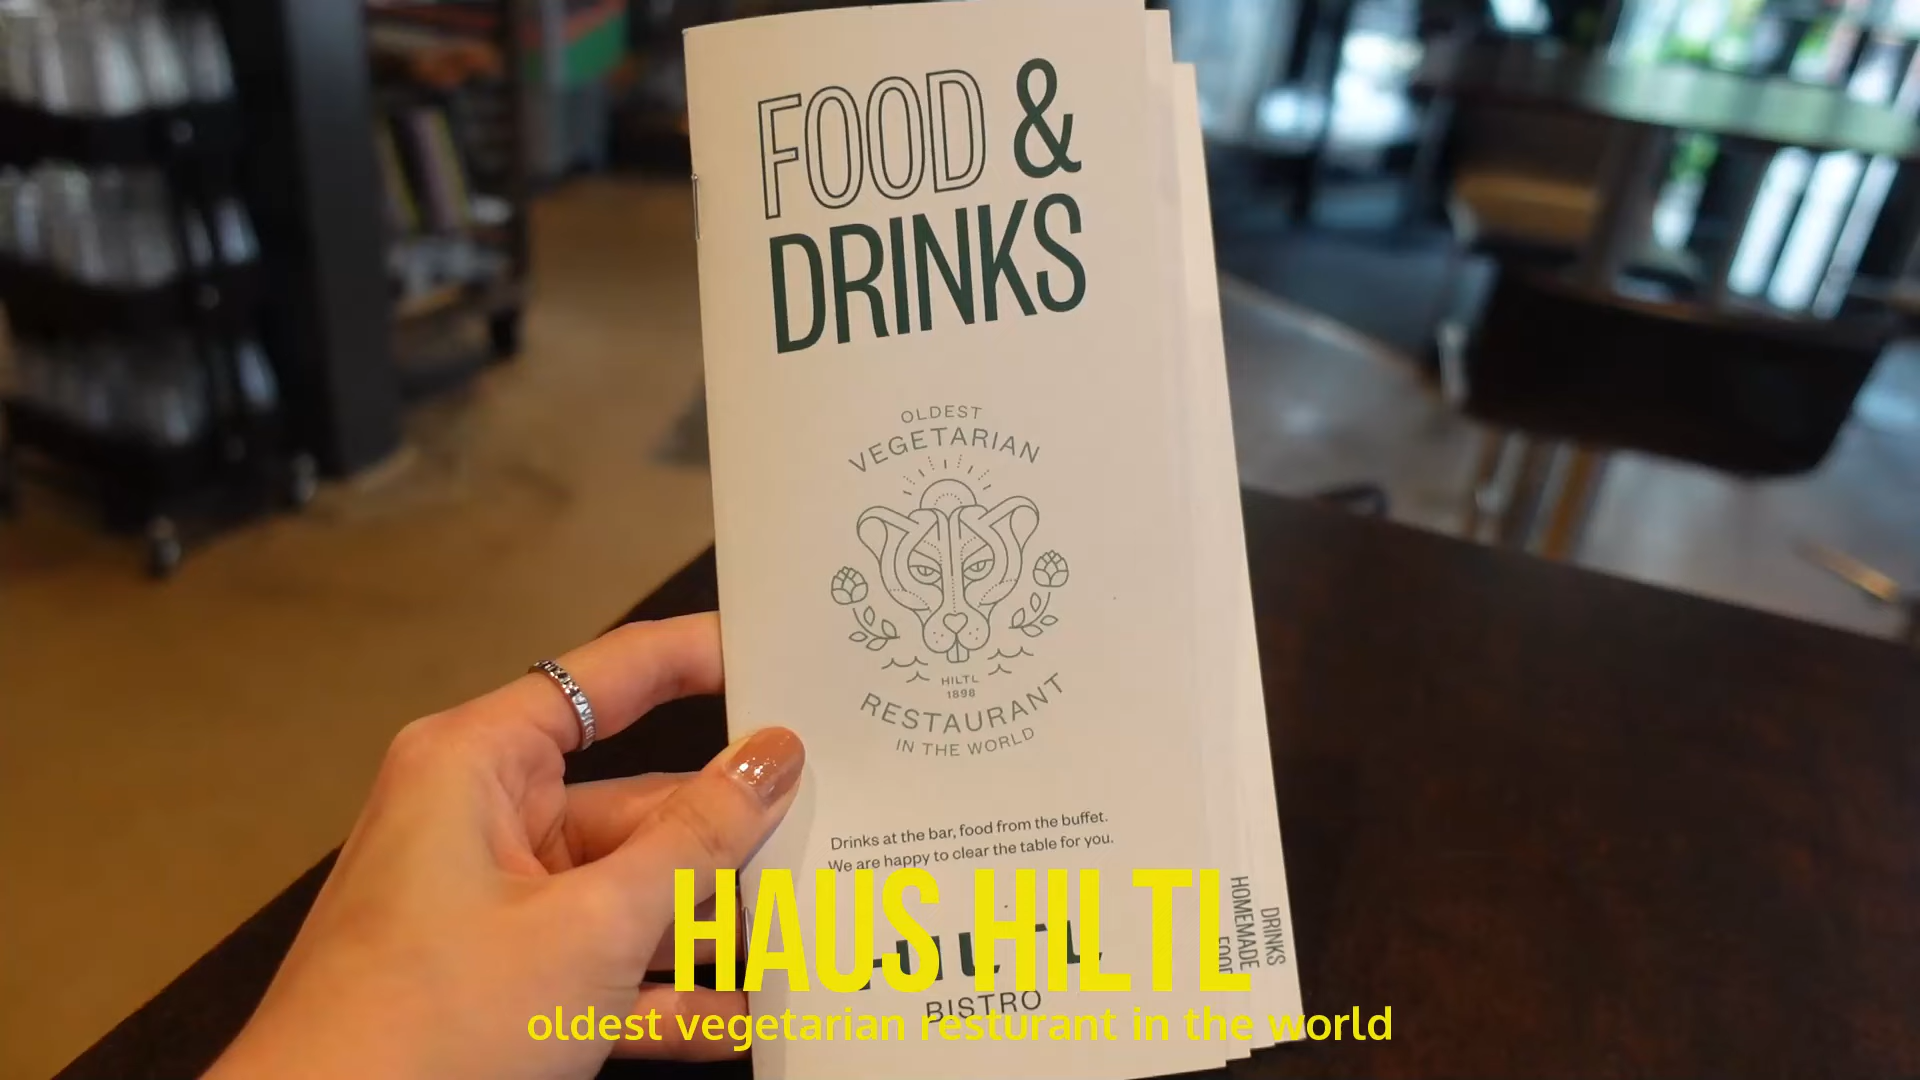 FOOD &
DRINKS
OLDEST
VEGETARIAN
HILTL
1898
RESTAURANT
IN THE WORLD
Drinks at the bar, food from the buffet.
We are happy to clear the table for you.
HILTL
BISTRO
DRINKS
HOMEMADE
FOOD
HAUS HILTL
oldest vegetarian resturant in the world